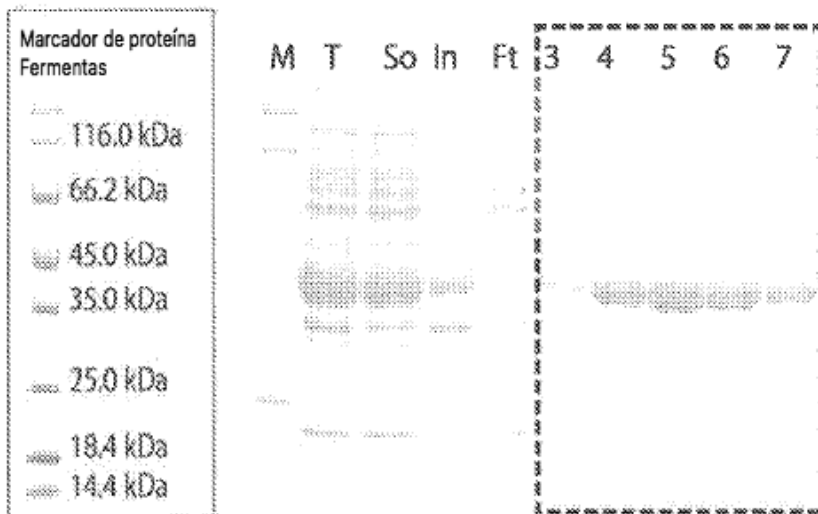 Marcador de proteína
Fermentas
116.0 kDa
66.2 kDa
45.0 kDa
35.0 kDa
25.0 kDa
18.4 kDa
14.4 kDa
M T So In Ft 3 4 5 6 7